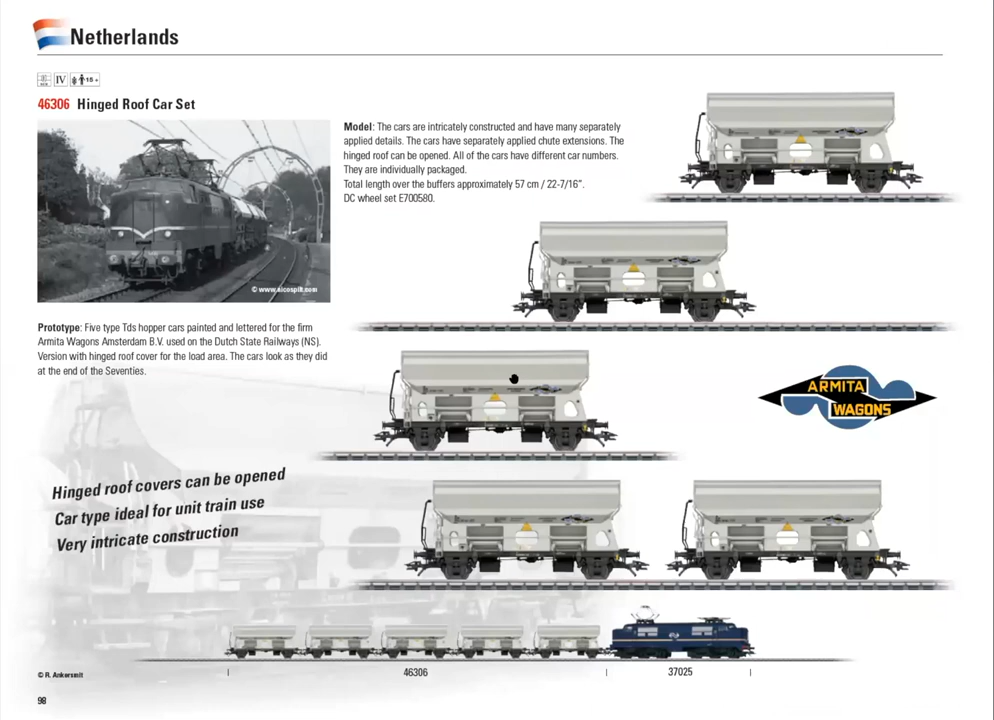 Netherlands
IV 15 +
46306 Hinged Roof Car Set
Model: The cars are intricately constructed and have many separately
applied details. The cars have separately applied chute extensions. The
hinged roof can be opened. All of the cars have different car numbers.
They are individually packaged.
Total length over the buffers approximately 57 cm / 22-7/16”.
DC wheel set E700580.
© www.nicospilt.com
Prototype: Five type Tds hopper cars painted and lettered for the firm
Armita Wagons Amsterdam B.V. used on the Dutch State Railways (NS).
Version with hinged roof cover for the load area. The cars look as they did
at the end of the Seventies.
ARMITA
WAGONS
Hinged roof covers can be opened
Car type ideal for unit train use
Very intricate construction
46306
37025
© R. Ankersmit
98